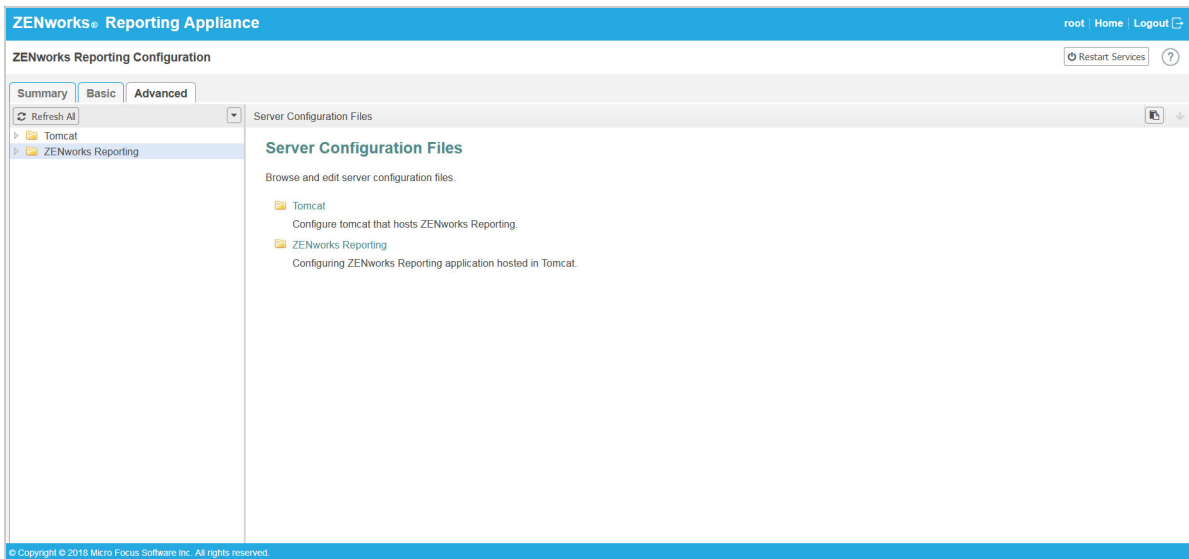 ZENworks® Reporting Appliance
root | Home | Logout
ZENworks Reporting Configuration
Restart Services
?
Summary
Basic
Advanced
Refresh All
Server Configuration Files
Tomcat
ZENworks Reporting
Server Configuration Files
Browse and edit server configuration files.
Tomcat
Configure tomcat that hosts ZENworks Reporting.
ZENworks Reporting
Configuring ZENworks Reporting application hosted in Tomcat.
© Copyright © 2018 Micro Focus Software Inc. All rights reserved.